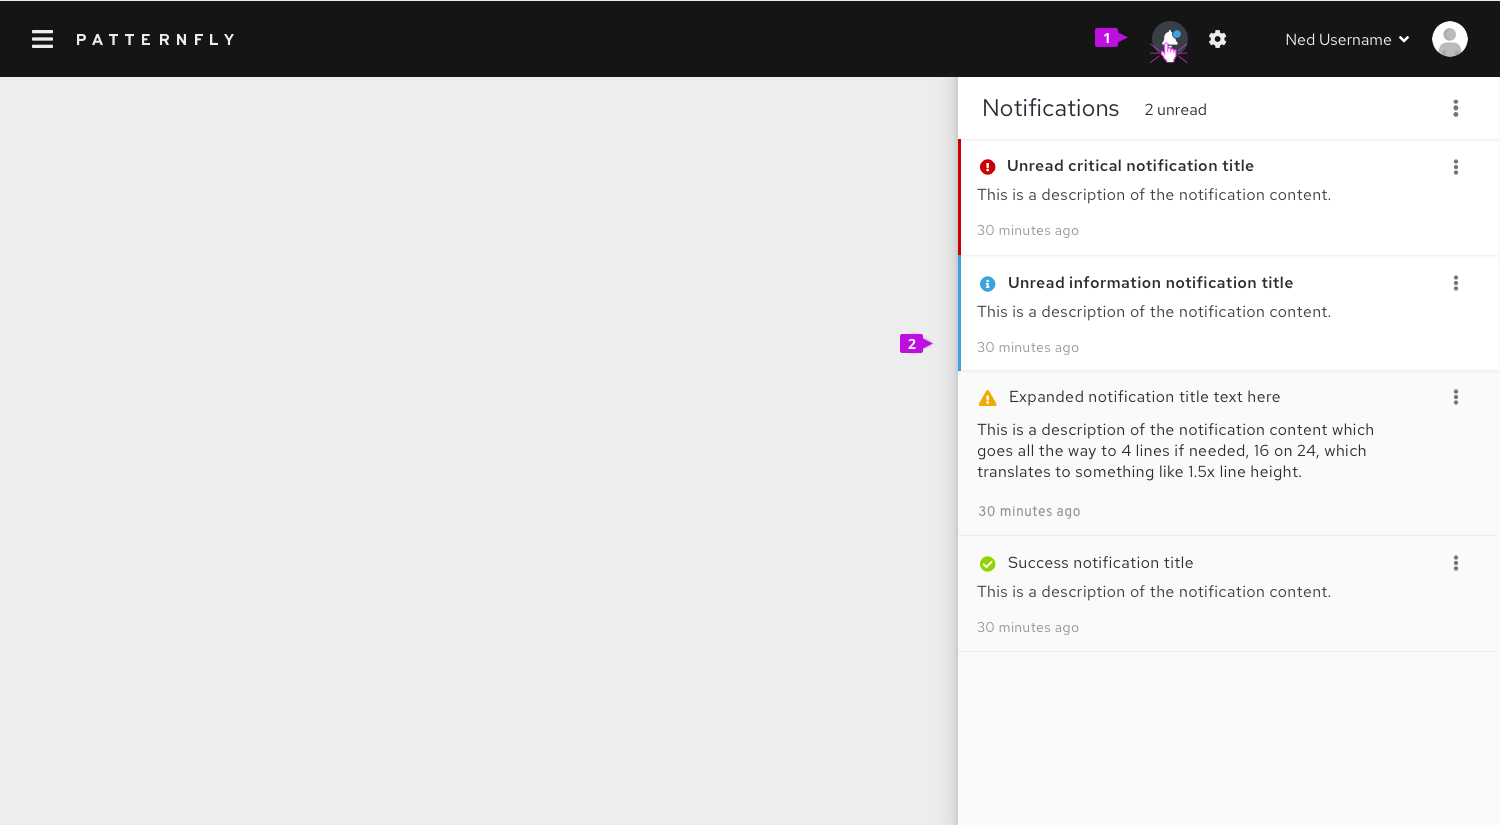 PATTERNFLY
1
Ned Username
Notifications 2 unread
Unread critical notification title
This is a description of the notification content.
30 minutes ago
Unread information notification title
This is a description of the notification content.
2
30 minutes ago
Expanded notification title text here
This is a description of the notification content which
goes all the way to 4 lines if needed, 16 on 24, which
translates to something like 1.5x line height.
30 minutes ago
Success notification title
This is a description of the notification content.
30 minutes ago